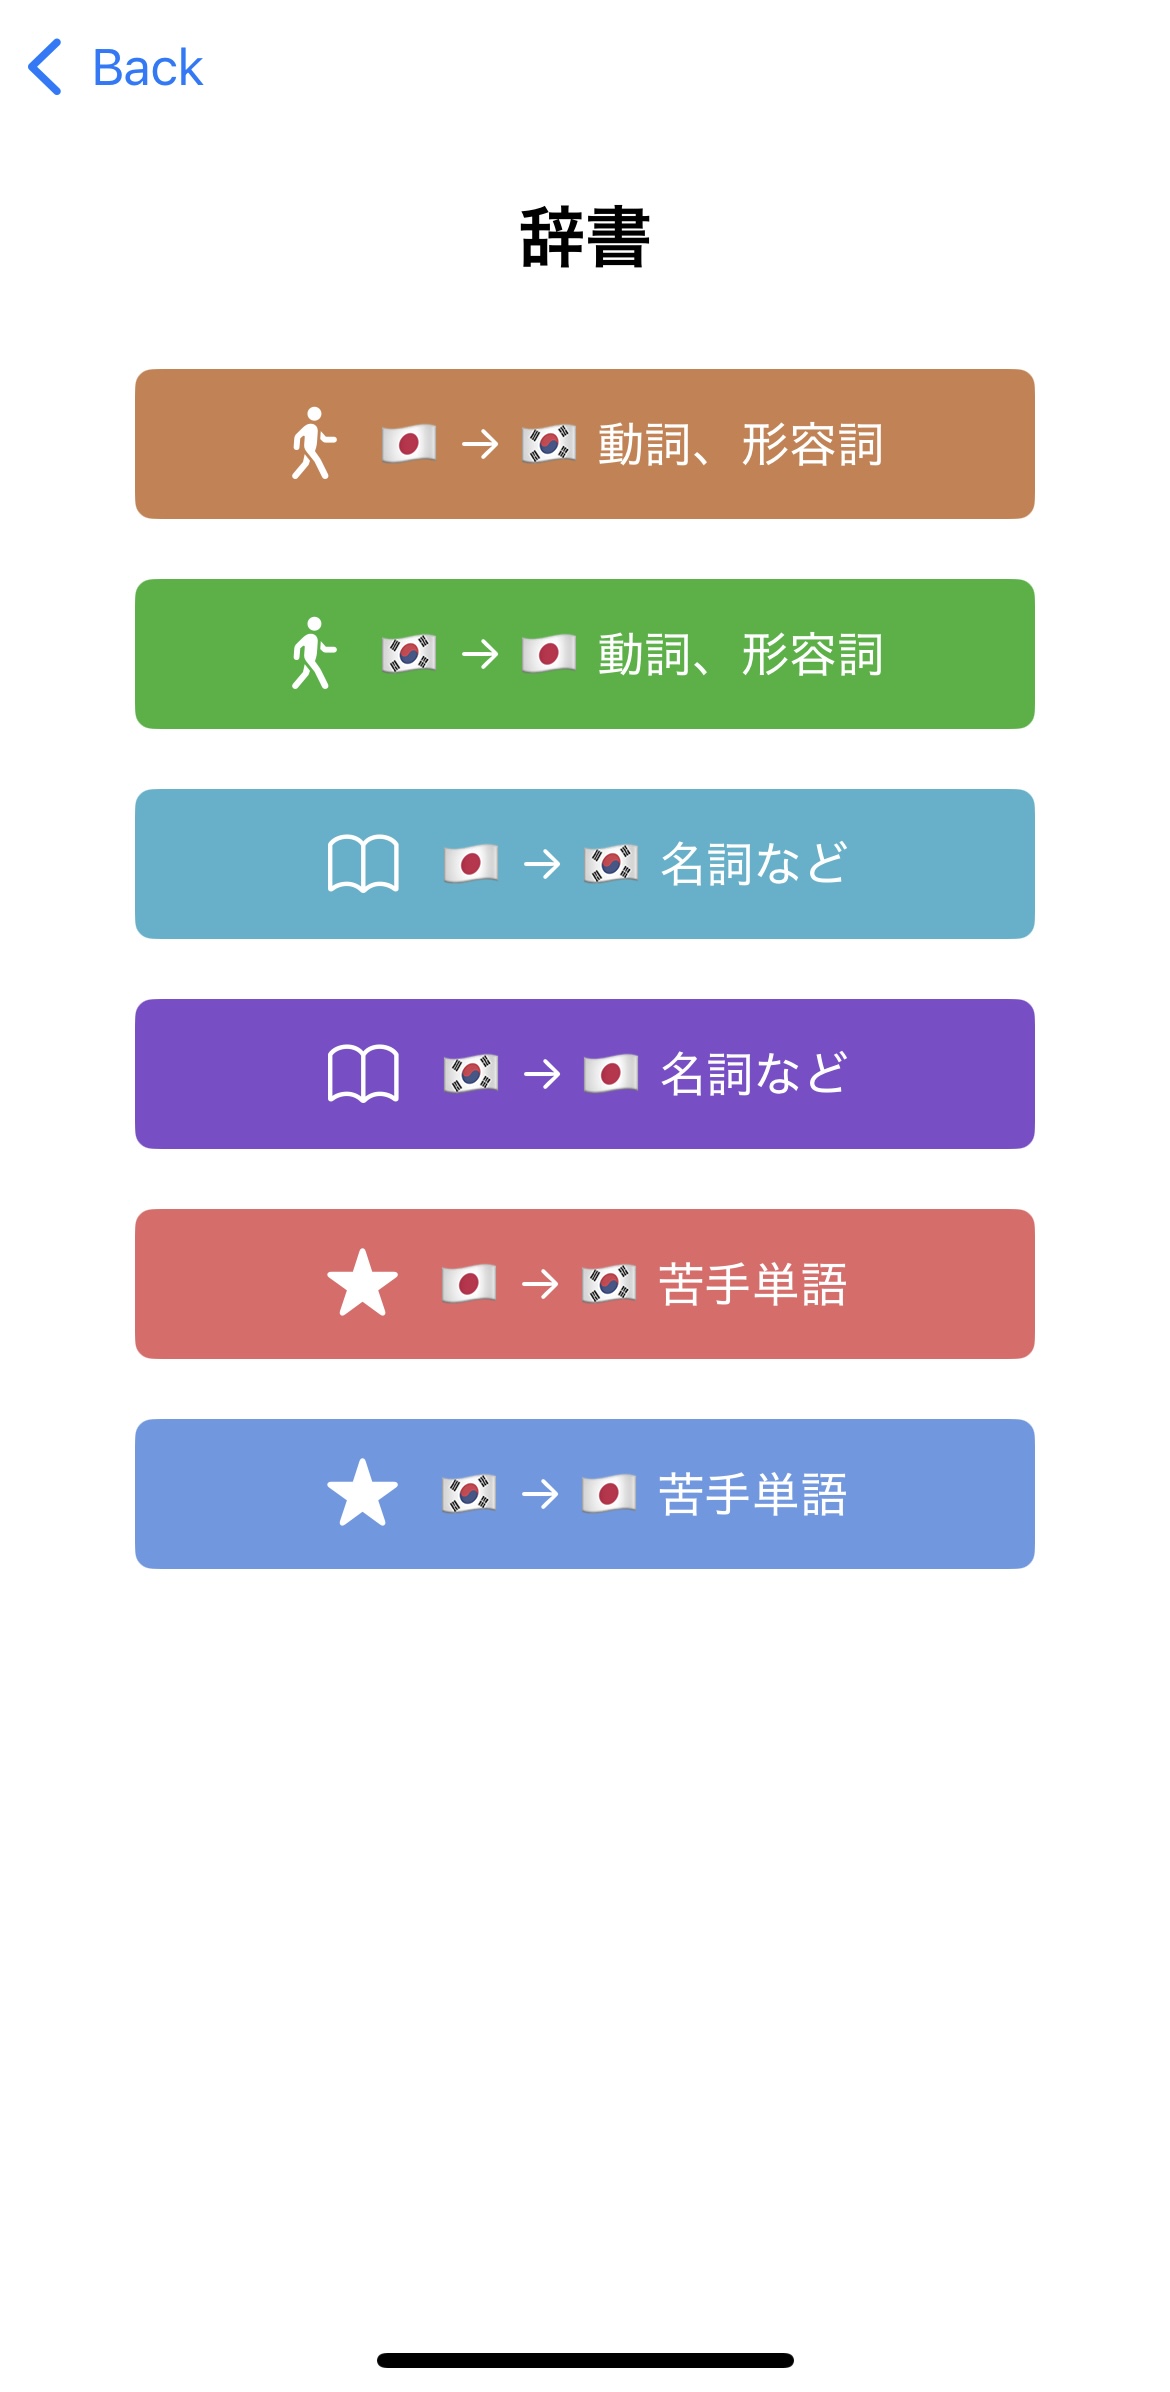 Back
辞書
🇯🇵 → 🇰🇷 動詞、形容詞
🇰🇷 → 🇯🇵 動詞、形容詞
🇯🇵 → 🇰🇷 名詞など
🇰🇷 → 🇯🇵 名詞など
🇯🇵 → 🇰🇷 苦手単語
🇰🇷 → 🇯🇵 苦手単語